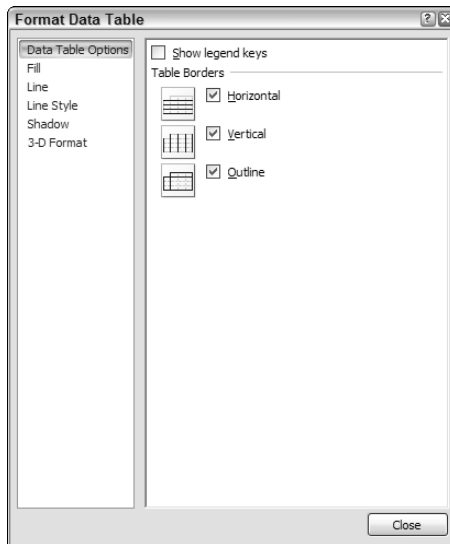 Format Data Table
Data Table Options
Fill
Line
Line Style
Shadow
3-D Format
Show legend keys
Table Borders
Horizontal
Vertical
Outline
Close